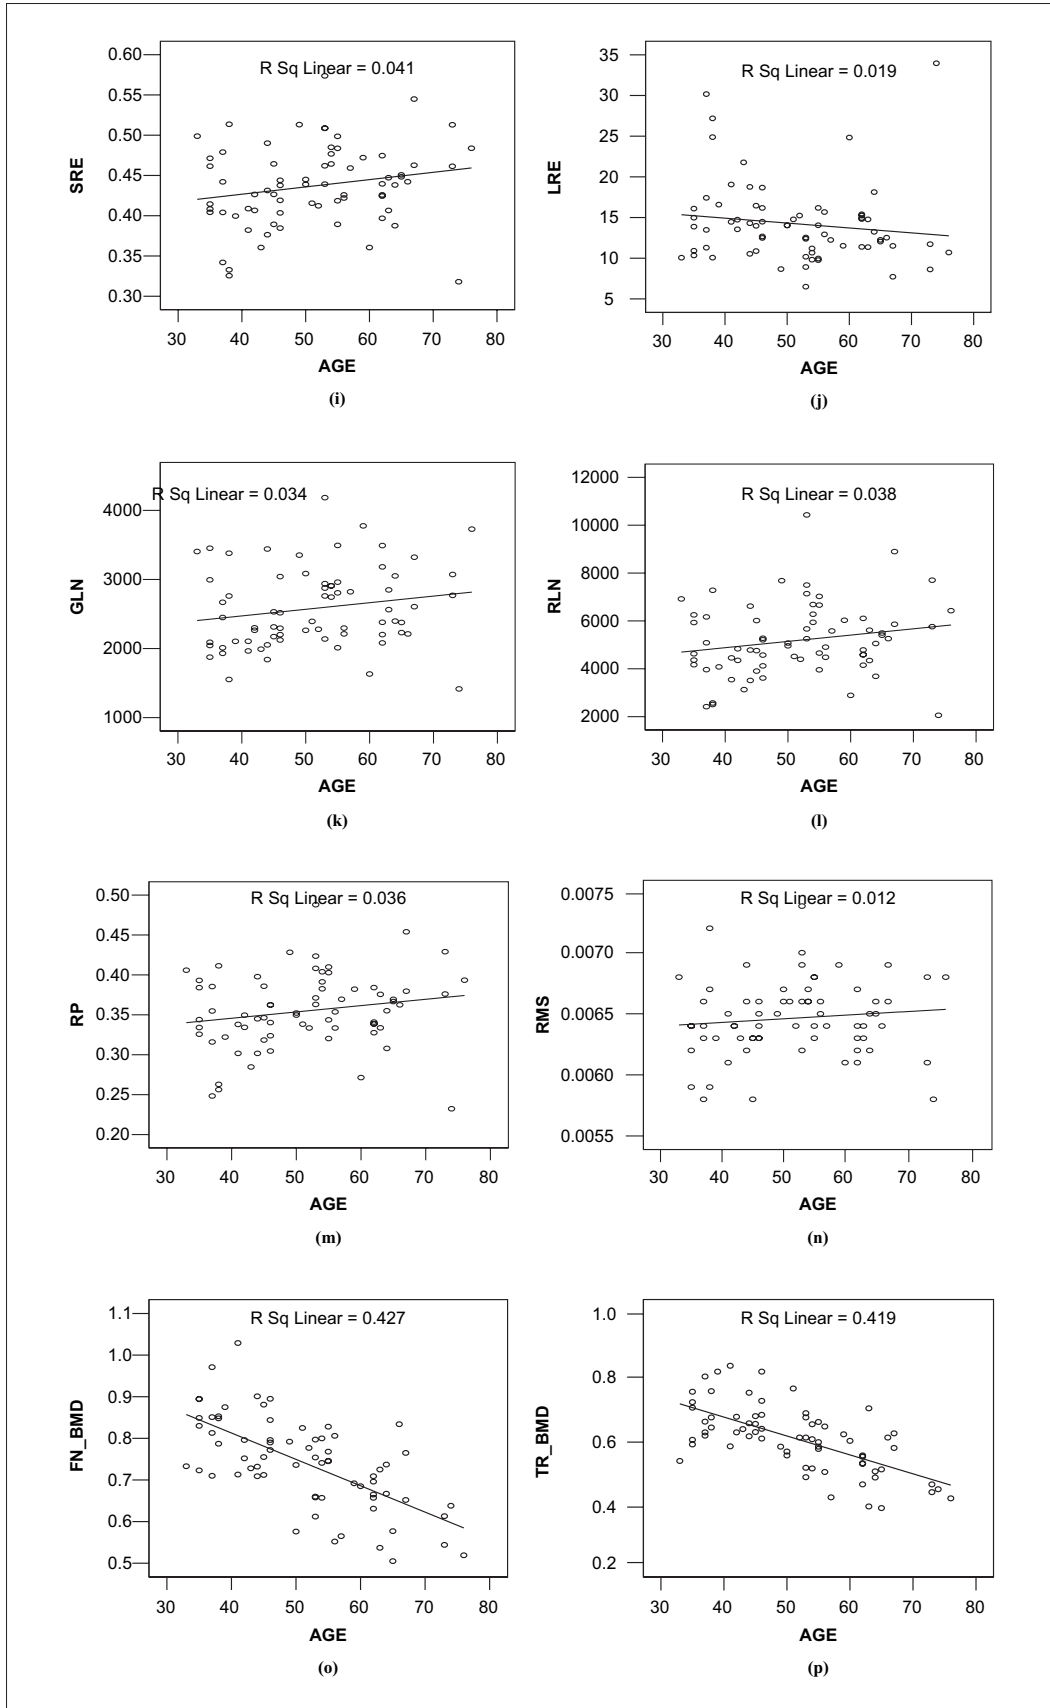 R Sq Linear = 0.041
0.60
0.55
0.50
0.45
0.40
0.35
0.30
SRE
30 40 50 60 70 80
AGE
(i)
R Sq Linear = 0.019
35
30
25
20
15
10
5
LRE
30 40 50 60 70 80
AGE
(j)
R Sq Linear = 0.034
4000
3000
2000
1000
GLN
30 40 50 60 70 80
AGE
(k)
R Sq Linear = 0.038
12000
10000
8000
6000
4000
2000
RLN
30 40 50 60 70 80
AGE
(l)
R Sq Linear = 0.036
0.50
0.45
0.40
0.35
0.30
0.25
0.20
RP
30 40 50 60 70 80
AGE
(m)
R Sq Linear = 0.012
0.0075
0.0070
0.0065
0.0060
0.0055
RMS
30 40 50 60 70 80
AGE
(n)
R Sq Linear = 0.427
1.1
1.0
0.9
0.8
0.7
0.6
0.5
FN_BMD
30 40 50 60 70 80
AGE
(o)
R Sq Linear = 0.419
1.0
0.8
0.6
0.4
0.2
TR_BMD
30 40 50 60 70 80
AGE
(p)